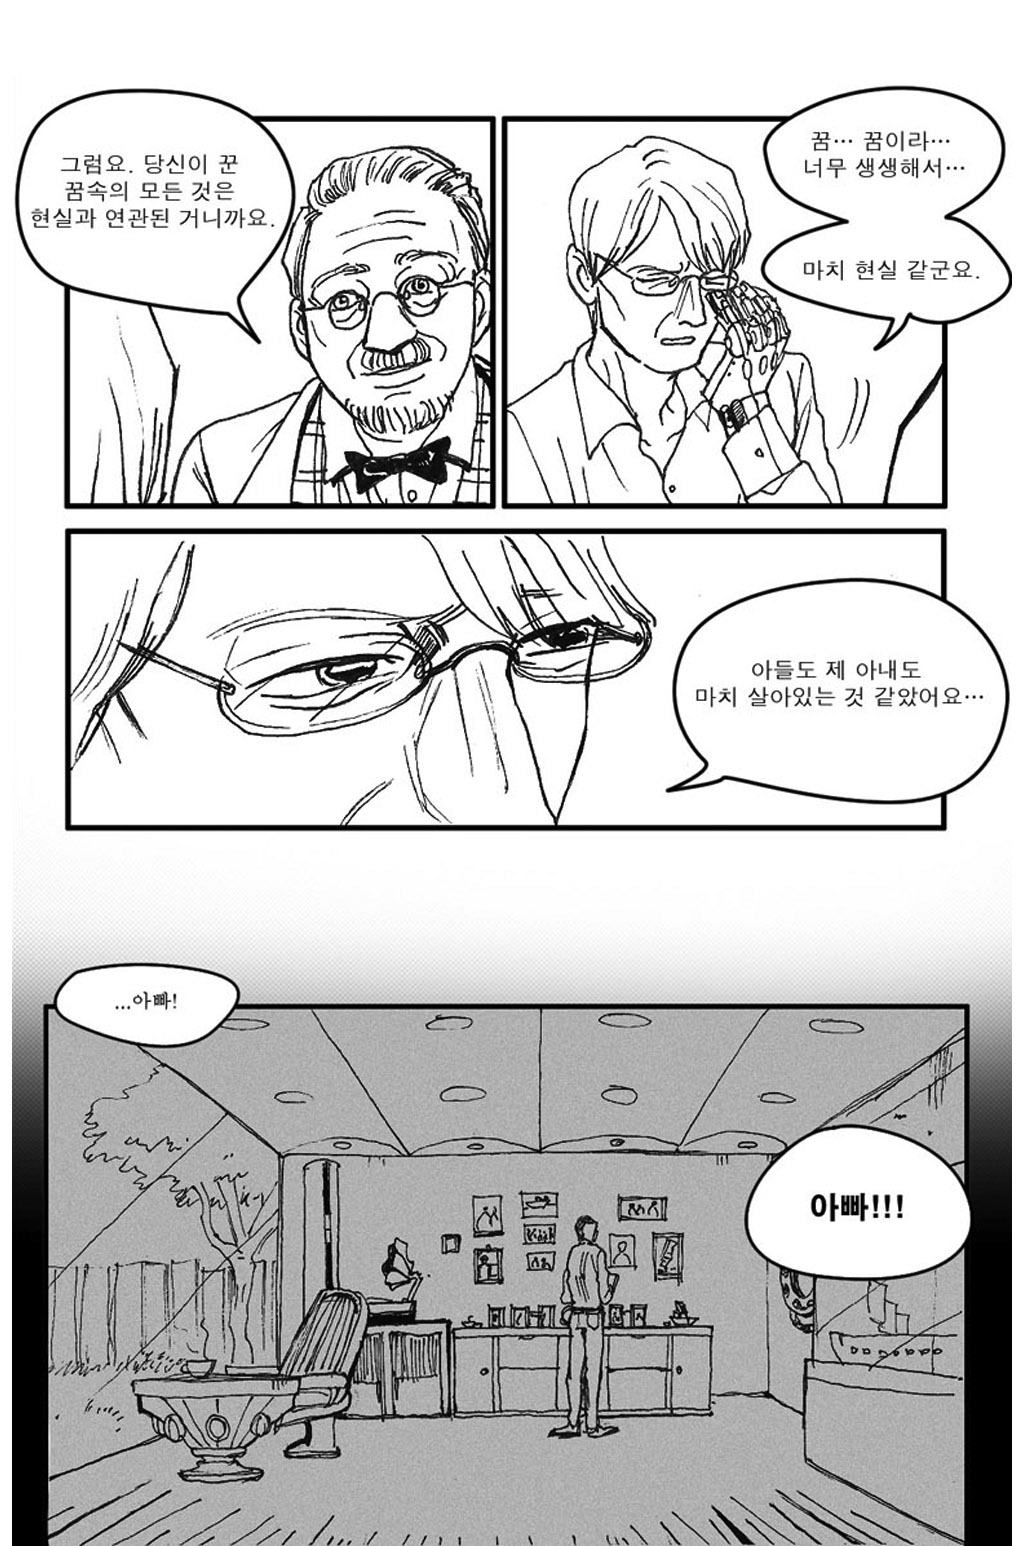 그럼요. 당신이 꾼
꿈속의 모든 것은
현실과 연관된 거니까요.
꿈… 꿈이라…
너무 생생해서…
마치 현실 같군요.
아들도 제 아내도
마치 살아있는 것 같았어요…
...아빠!
아빠!!!